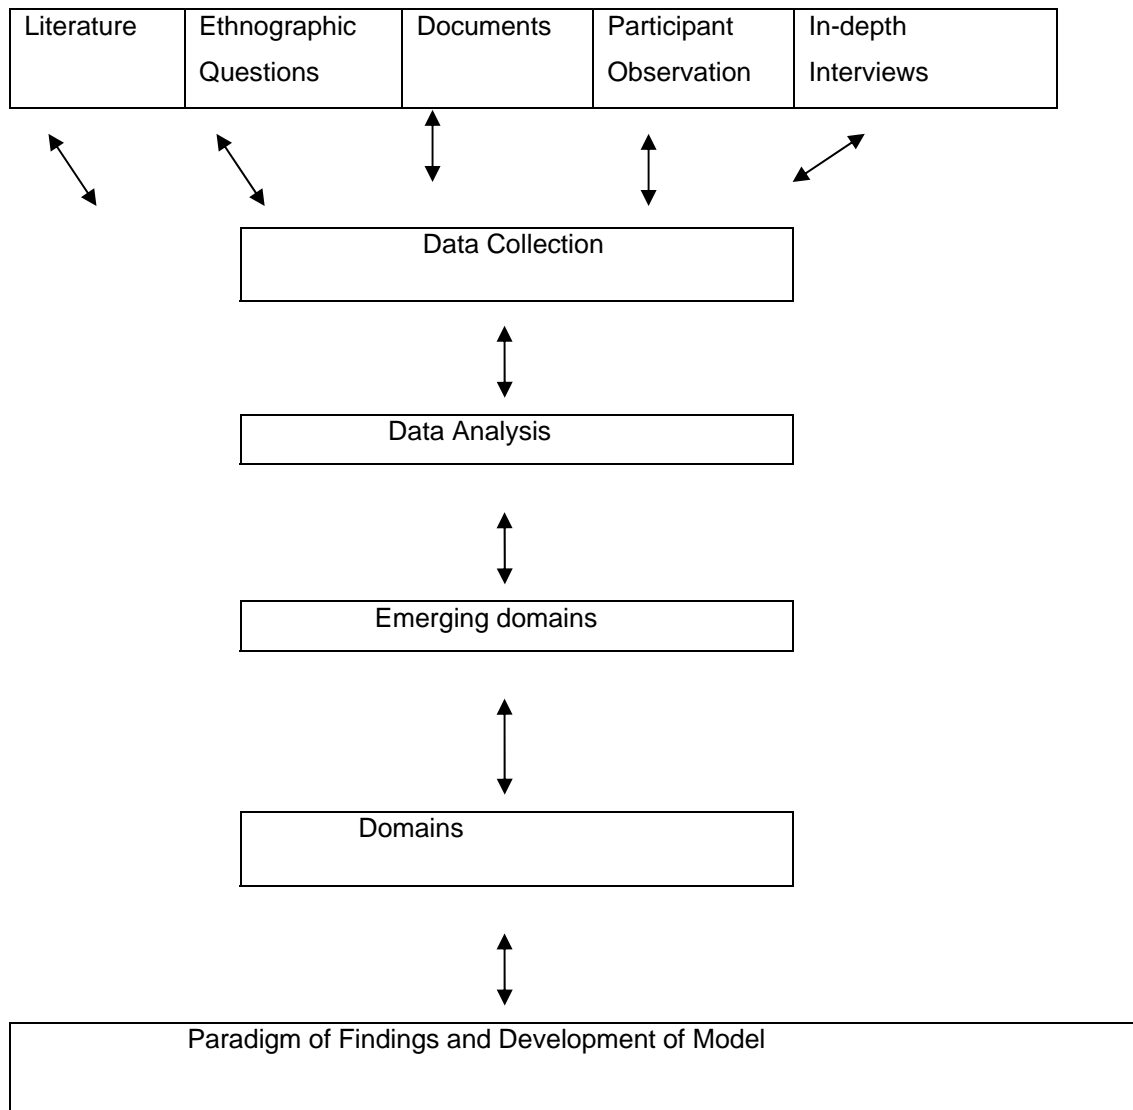 Literature
Ethnographic
Questions
Documents
Participant
Observation
In-depth
Interviews
Data Collection
Data Analysis
Emerging domains
Domains
Paradigm of Findings and Development of Model